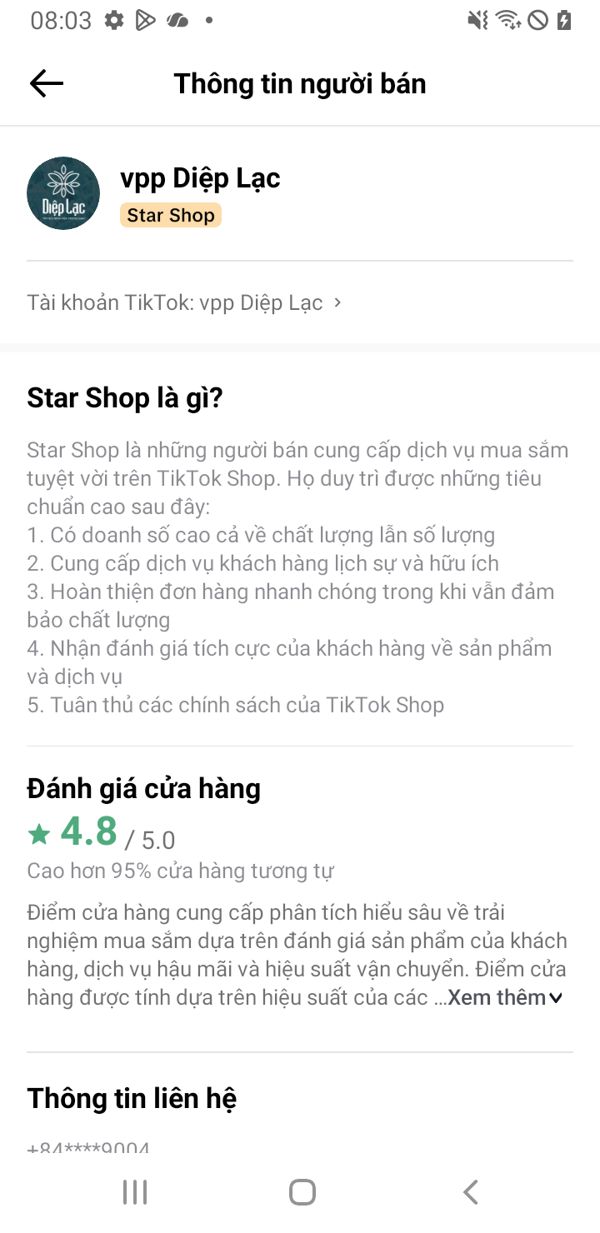 08:03
Thông tin người bán
vpp Diệp Lạc
Diệp Lạc
Star Shop
Tài khoản TikTok: vpp Diệp Lạc
Star Shop là gì?
Star Shop là những người bán cung cấp dịch vụ mua sắm
tuyệt vời trên TikTok Shop. Họ duy trì được những tiêu
chuẩn cao sau đây:
1. Có doanh số cao cả về chất lượng lẫn số lượng
2. Cung cấp dịch vụ khách hàng lịch sự và hữu ích
3. Hoàn thiện đơn hàng nhanh chóng trong khi vẫn đảm
bảo chất lượng
4. Nhận đánh giá tích cực của khách hàng về sản phẩm
và dịch vụ
5. Tuân thủ các chính sách của TikTok Shop
Đánh giá cửa hàng
4.8 / 5.0
Cao hơn 95% cửa hàng tương tự
Điểm cửa hàng cung cấp phân tích hiểu sâu về trải
nghiệm mua sắm dựa trên đánh giá sản phẩm của khách
hàng, dịch vụ hậu mãi và hiệu suất vận chuyển. Điểm cửa
hàng được tính dựa trên hiệu suất của các ...Xem thêm
Thông tin liên hệ
+84****9004